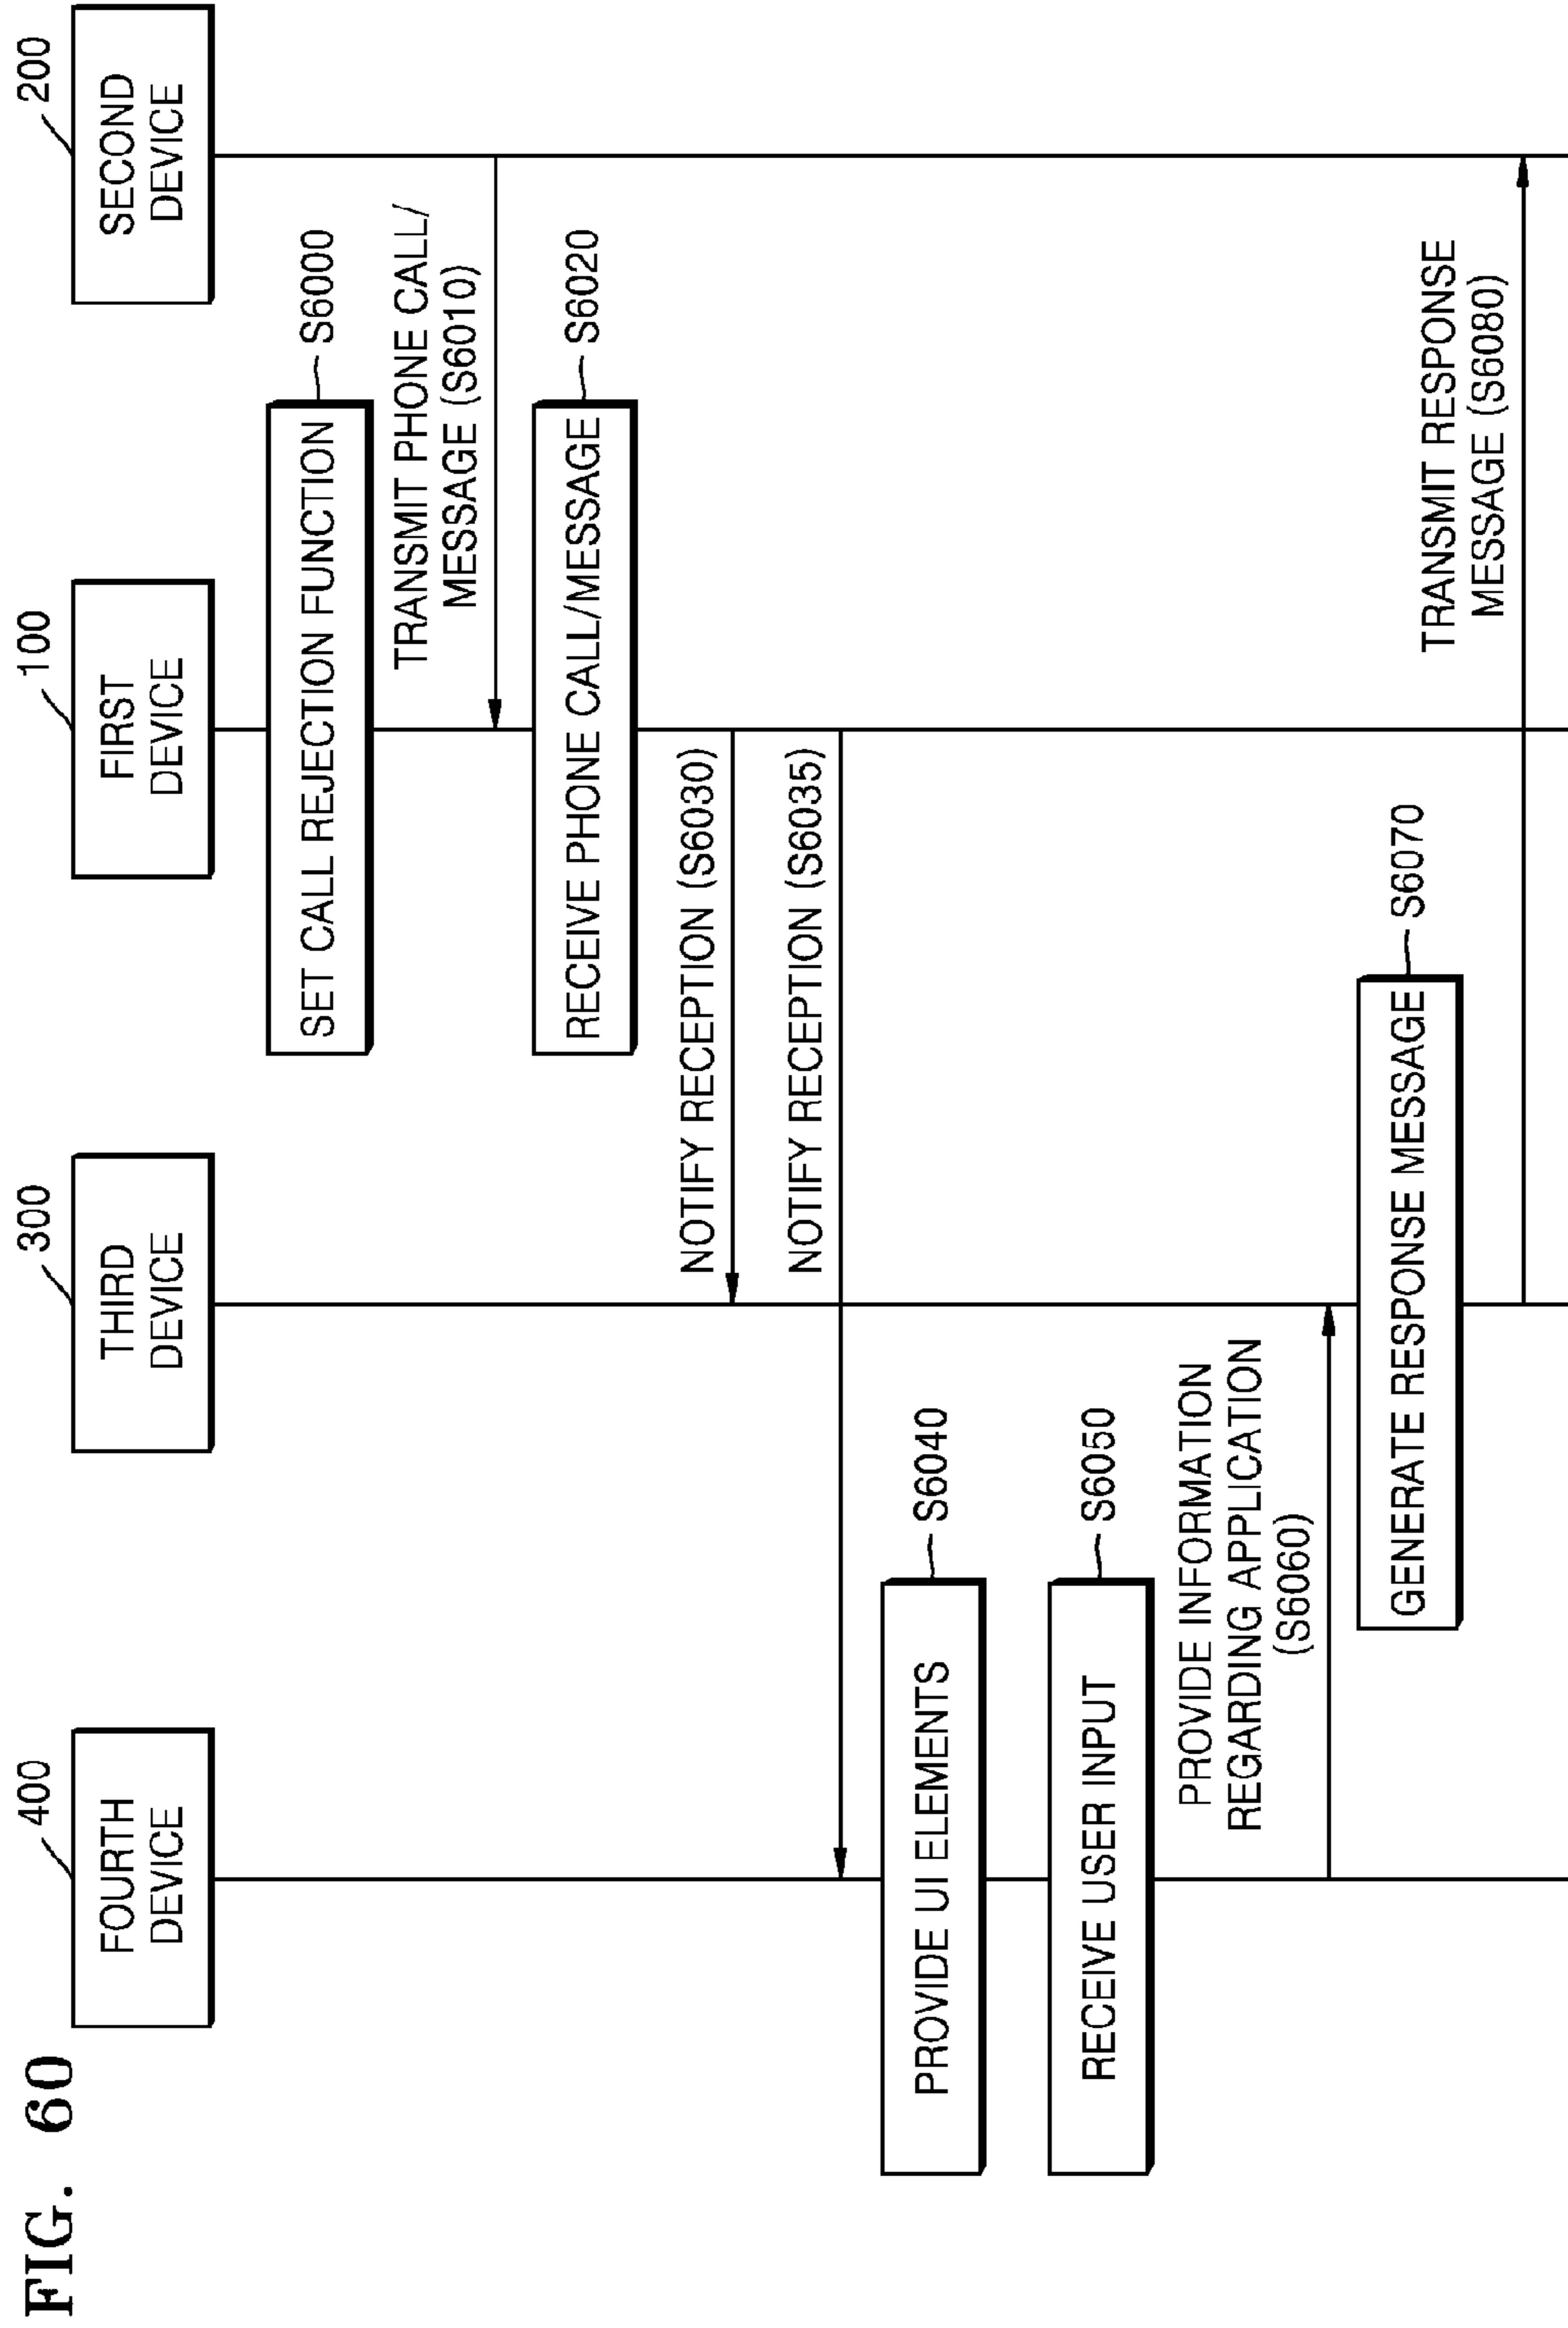 FIG. 60
400
FOURTH
DEVICE
300
THIRD
DEVICE
100
FIRST
DEVICE
200
SECOND
DEVICE
SET CALL REJECTION FUNCTION
S6000
TRANSMIT PHONE CALL/
MESSAGE (S6010)
RECEIVE PHONE CALL/MESSAGE
S6020
NOTIFY RECEPTION (S6030)
NOTIFY RECEPTION (S6035)
PROVIDE UI ELEMENTS
S6040
RECEIVE USER INPUT
S6050
PROVIDE INFORMATION
REGARDING APPLICATION
(S6060)
GENERATE RESPONSE MESSAGE
S6070
TRANSMIT RESPONSE
MESSAGE (S6080)